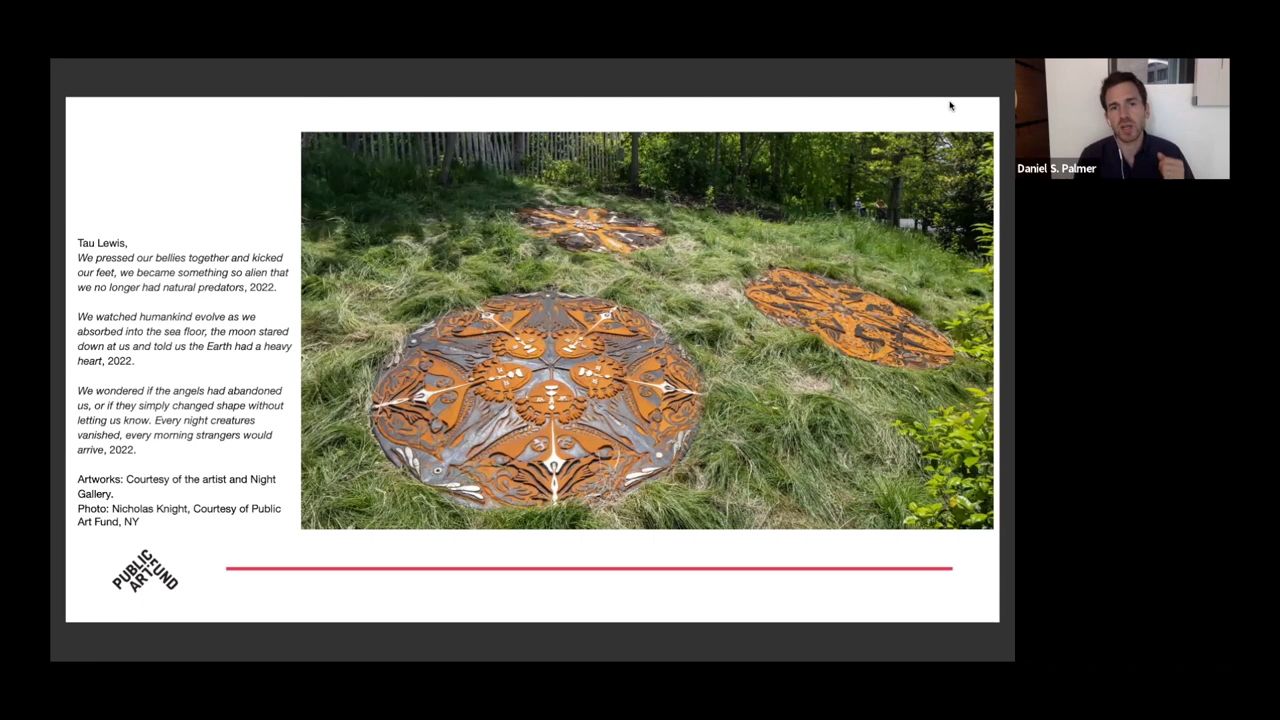 Tau Lewis,
We pressed our bellies together and kicked
our feet, we became something so alien that
we no longer had natural predators, 2022.
We watched humankind evolve as we
absorbed into the sea floor, the moon stared
down at us and told us the Earth had a heavy
heart, 2022.
We wondered if the angels had abandoned
us, or if they simply changed shape without
letting us know. Every night creatures
vanished, every morning strangers would
arrive, 2022.
Artworks: Courtesy of the artist and Night
Gallery.
Photo: Nicholas Knight, Courtesy of Public
Art Fund, NY
PUBLIC
ART FUND
Daniel S. Palmer